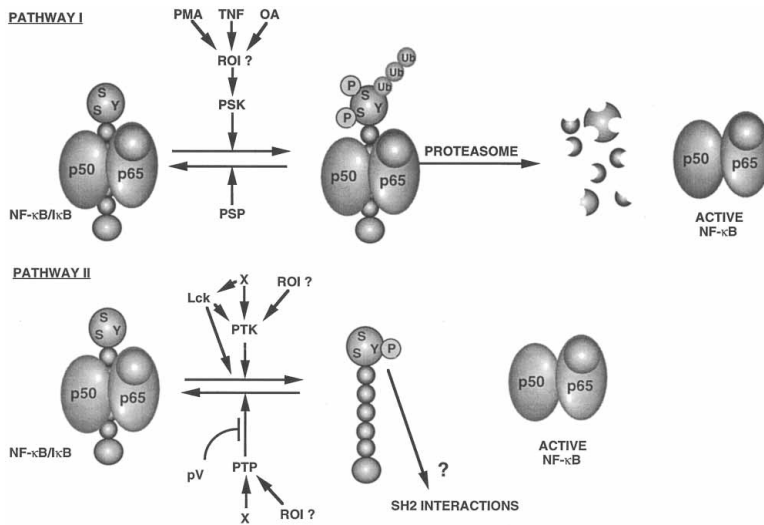 PATHWAY I
PMA TNF OA
ROI ?
PSK
PSP
S S Y
p50 p65
NF-κB/IκB
P P S S Y Ub Ub Ub
p50 p65
PROTEASOME
p50 p65
ACTIVE
NF-κB
PATHWAY II
X
Lck
ROI ?
PTK
S S Y
p50 p65
NF-κB/IκB
pV
PTP
X
ROI ?
S S Y P
?
SH2 INTERACTIONS
p50 p65
ACTIVE
NF-κB